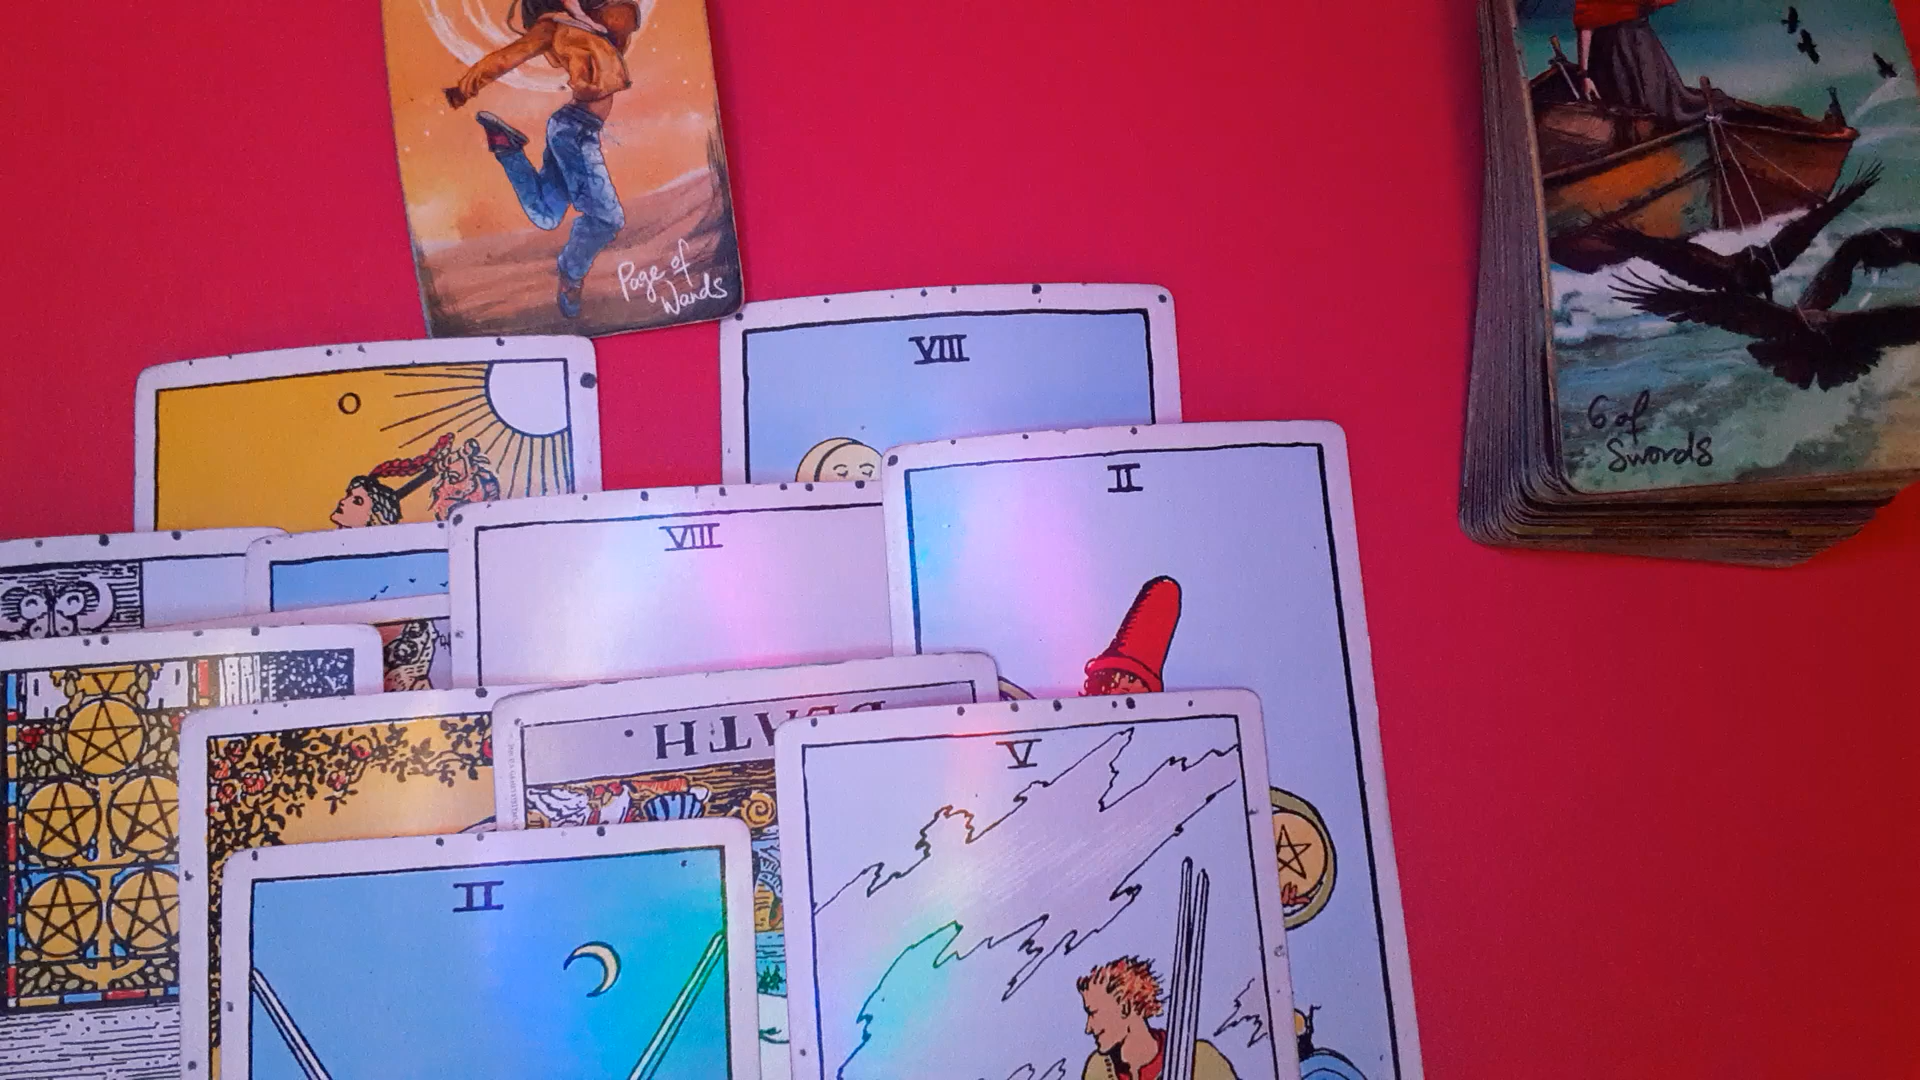 Page of
Wands
VIII
O
6 of
Swords
II
VIII
DEATH
V
II